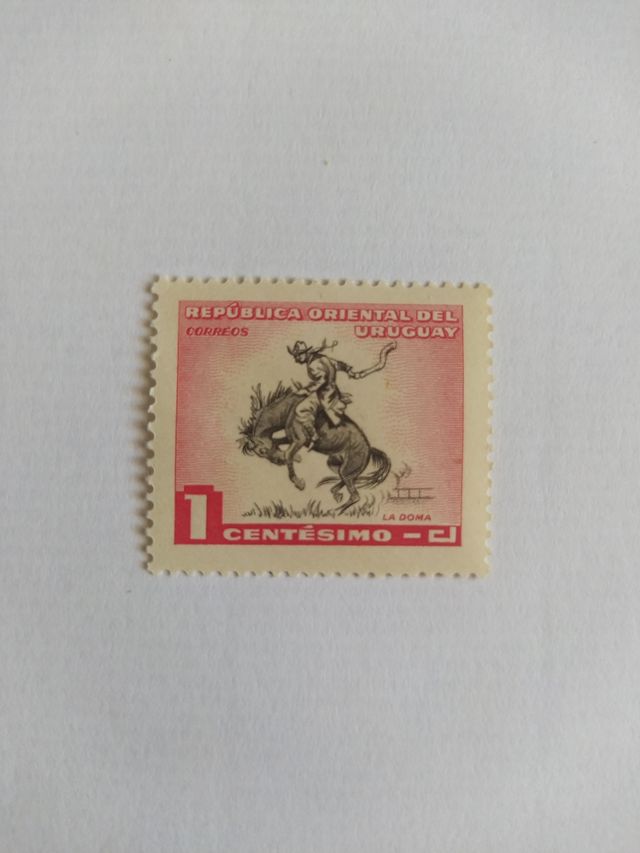 REPÚBLICA ORIENTAL DEL
CORREOS URUGUAY
LA DOMA
1 CENTÉSIMO